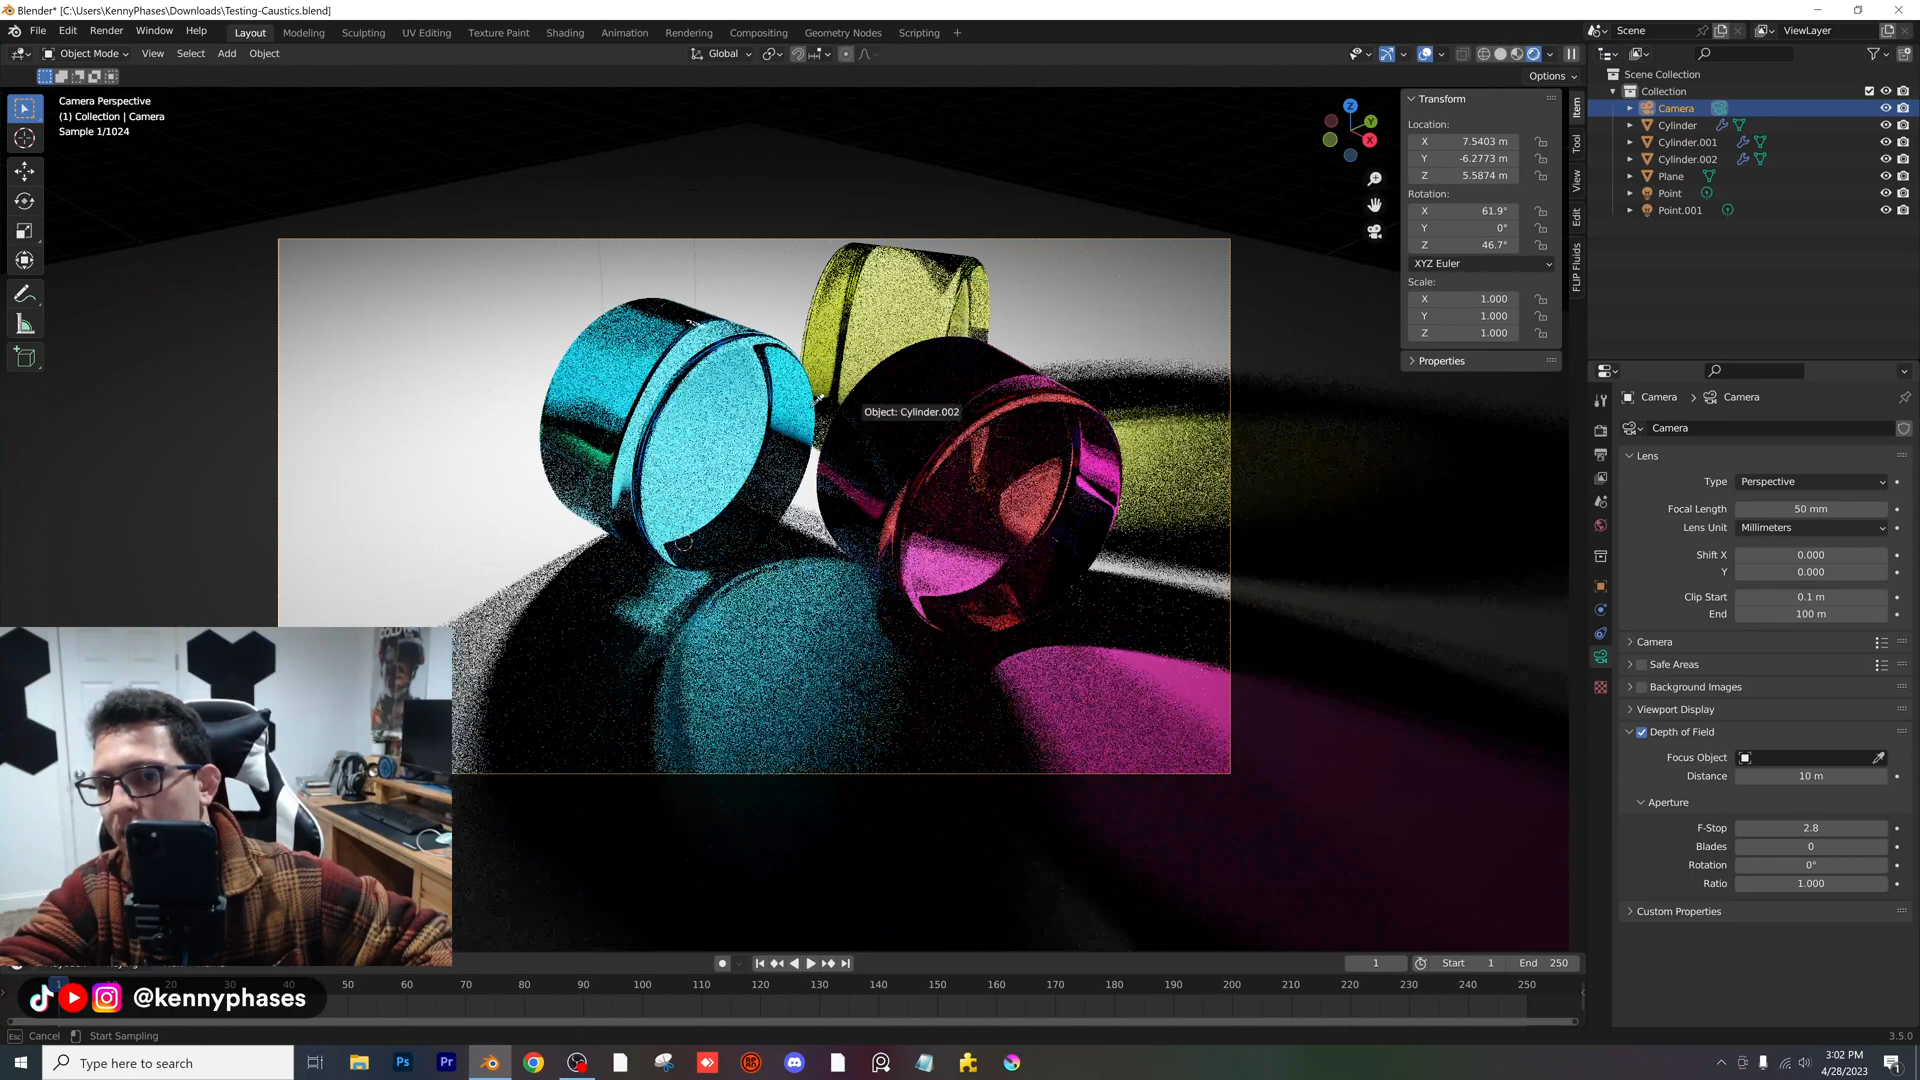 Blender* [C:\Users\KennyPhases\Downloads\Testing-Caustics.blend]
File Edit Render Window Help Layout Modeling Sculpting UV Editing Texture Paint Shading Animation Rendering Compositing Geometry Nodes Scripting + Scene ViewLayer
Object Mode View Select Add Object Global
Options
Camera Perspective
(1) Collection | Camera
Sample 1/1024
Z
Y
X
Object: Cylinder.002
Transform
Location:
X 7.5403 m
Y -6.2773 m
Z 5.5874 m
Rotation:
X 61.9°
Y 0°
Z 46.7°
XYZ Euler
Scale:
X 1.000
Y 1.000
Z 1.000
Properties
Item
Tool
View
Edit
FLIP Fluids
Scene Collection
Collection
Camera
Cylinder
Cylinder.001
Cylinder.002
Plane
Point
Point.001
Camera Camera
Camera
Lens
Type Perspective
Focal Length 50 mm
Lens Unit Millimeters
Shift X 0.000
Y 0.000
Clip Start 0.1 m
End 100 m
Camera
Safe Areas
Background Images
Viewport Display
Depth of Field
Focus Object
Distance 10 m
Aperture
F-Stop 2.8
Blades 0
Rotation 0°
Ratio 1.000
Custom Properties
1 Start 1 End 250
50 60 70 80 90 100 110 120 130 140 150 160 170 180 190 200 210 220 230 240 250
@kennyphases
Esc Cancel Start Sampling 3.5.0
Type here to search
Ps
Pr
3:02 PM
4/28/2023
1